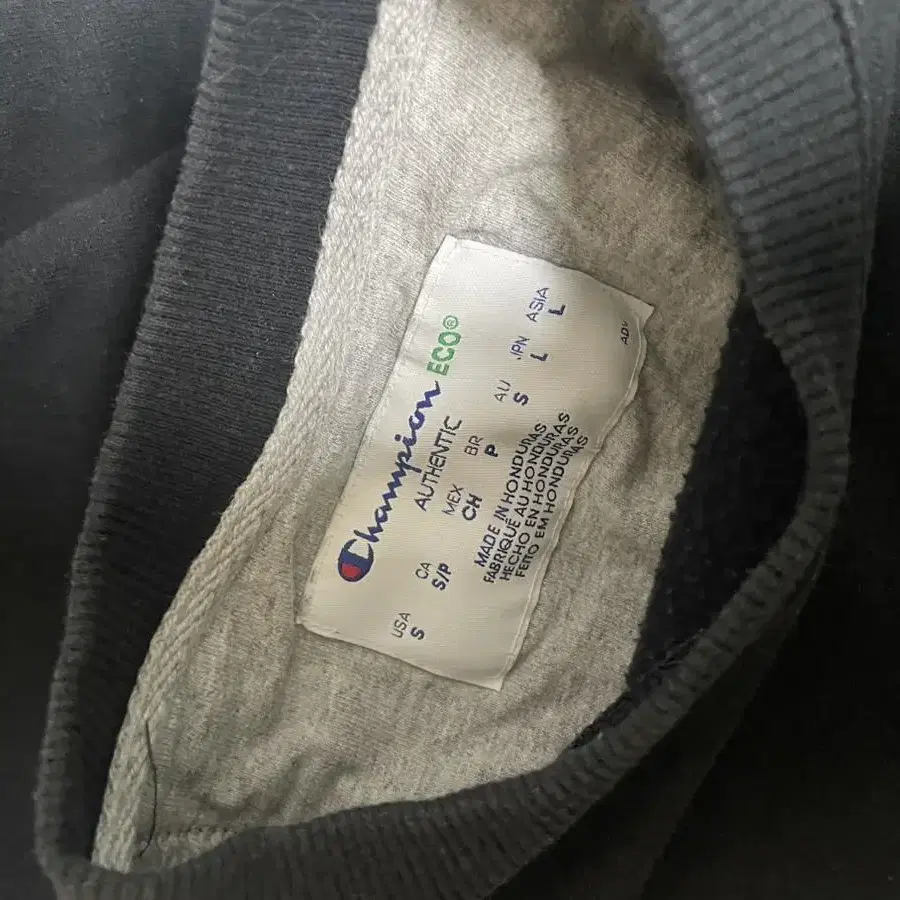 Champion ECO®
AUTHENTIC
USA CA MEX BR AU JPN ASIA
S S/P CH P S L L
MADE IN HONDURAS
FABRIQUÉ AU HONDURAS
HECHO EN HONDURAS
FEITO EM HONDURAS
ADV